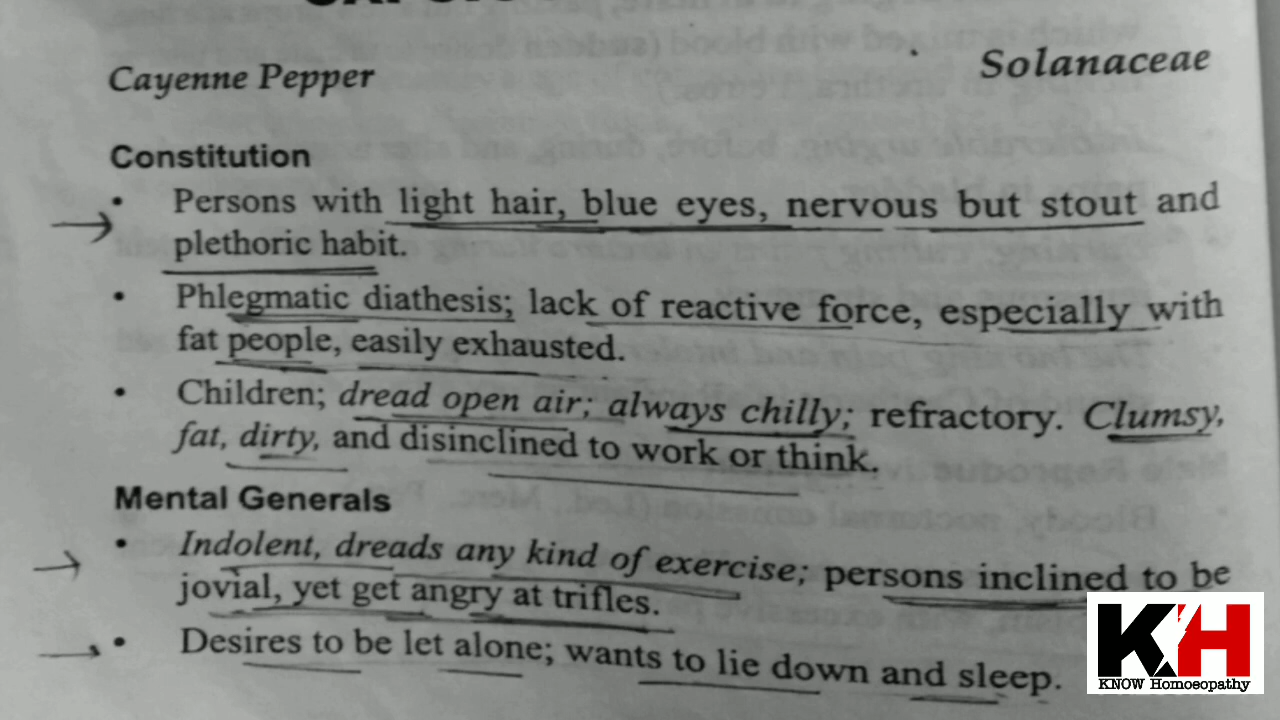 Cayenne Pepper Solanaceae
Constitution
• Persons with light hair, blue eyes, nervous but stout and
plethoric habit.
• Phlegmatic diathesis; lack of reactive force, especially with
fat people, easily exhausted.
• Children; dread open air; always chilly; refractory. Clumsy,
fat, dirty, and disinclined to work or think.
Mental Generals
• Indolent, dreads any kind of exercise; persons inclined to be
jovial, yet get angry at trifles.
• Desires to be let alone; wants to lie down and sleep.
KH
KNOW Homoeopathy